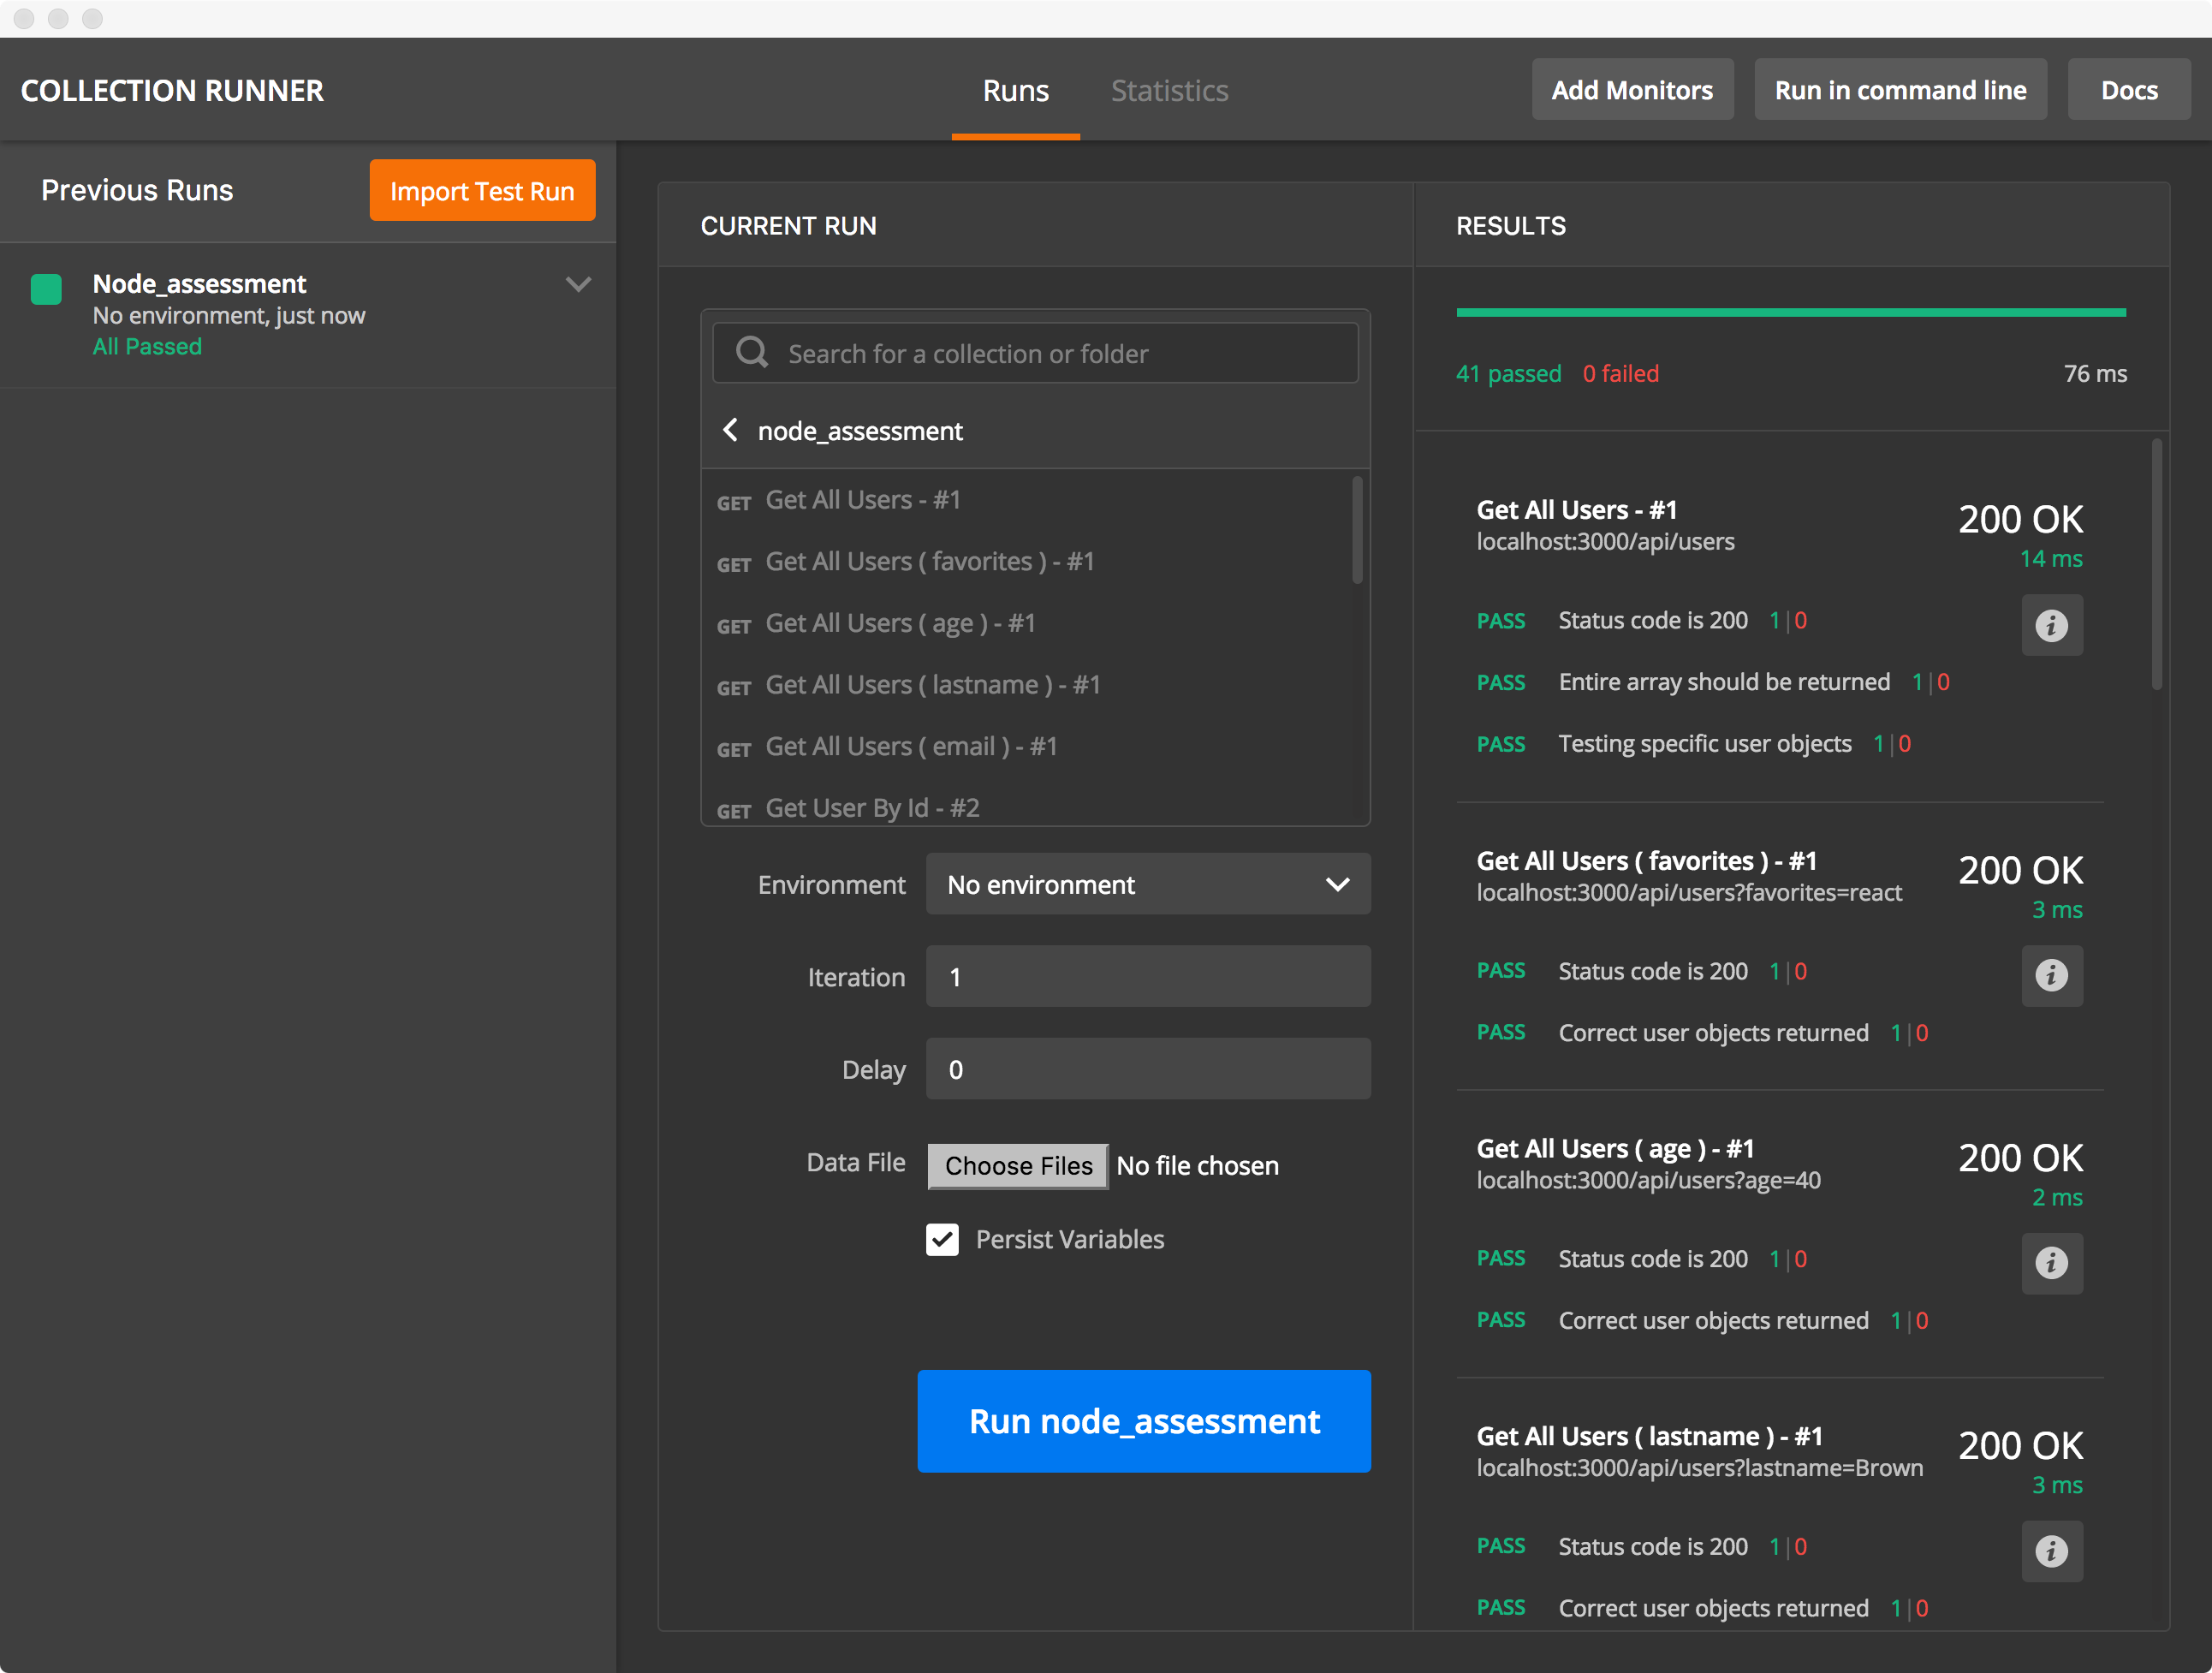 COLLECTION RUNNER
Runs
Statistics
Add Monitors
Run in command line
Docs
Previous Runs
Import Test Run
Node_assessment
No environment, just now
All Passed
CURRENT RUN
Search for a collection or folder
node_assessment
GET Get All Users - #1
GET Get All Users ( favorites ) - #1
GET Get All Users ( age ) - #1
GET Get All Users ( lastname ) - #1
GET Get All Users ( email ) - #1
GET Get User By Id - #2
Environment No environment
Iteration 1
Delay 0
Data File Choose Files No file chosen
Persist Variables
Run node_assessment
RESULTS
41 passed 0 failed 76 ms
Get All Users - #1 200 OK
localhost:3000/api/users
14 ms
PASS Status code is 200 1|0
PASS Entire array should be returned 1|0
PASS Testing specific user objects 1|0
Get All Users ( favorites ) - #1 200 OK
localhost:3000/api/users?favorites=react
3 ms
PASS Status code is 200 1|0
PASS Correct user objects returned 1|0
Get All Users ( age ) - #1 200 OK
localhost:3000/api/users?age=40
2 ms
PASS Status code is 200 1|0
PASS Correct user objects returned 1|0
Get All Users ( lastname ) - #1 200 OK
localhost:3000/api/users?lastname=Brown
3 ms
PASS Status code is 200 1|0
PASS Correct user objects returned 1|0